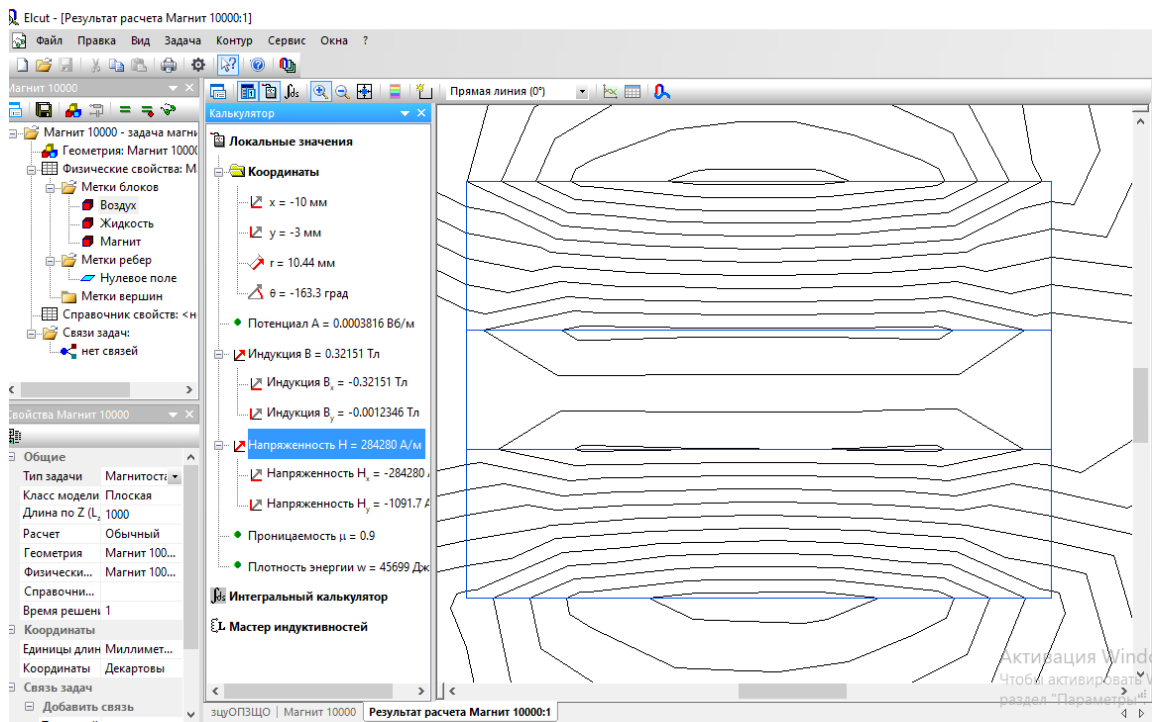 Elcut - [Результат расчета Магнит 10000:1]
Файл Правка Вид Задача Контур Сервис Окна ?
Магнит 10000
Прямая линия (0°)
Магнит 10000 - задача магни
Геометрия: Магнит 1000
Физические свойства: М
Метки блоков
Воздух
Жидкость
Магнит
Метки ребер
Нулевое поле
Метки вершин
Справочник свойств: <н
Связи задач:
нет связей
Свойства Магнит 10000
Общие
Тип задачи Магнитоста
Класс модели Плоская
Длина по Z (Lz 1000
Расчет Обычный
Геометрия Магнит 100...
Физически... Магнит 100...
Справочни...
Время решени 1
Координаты
Единицы длин Миллимет...
Координаты Декартовы
Связь задач
Добавить связь
Калькулятор
Локальные значения
Координаты
x = -10 мм
y = -3 мм
r = 10.44 мм
θ = -163.3 град
Потенциал A = 0.0003816 Вб/м
Индукция B = 0.32151 Тл
Индукция Bx = -0.32151 Тл
Индукция By = -0.0012346 Тл
Напряженность H = 284280 А/м
Напряженность Hx = -284280
Напряженность Hy = -1091.7 А
Проницаемость μ = 0.9
Плотность энергии w = 45699 Дж
Интегральный калькулятор
Мастер индуктивностей
Активация Windo
Чтобы активировать W
раздел "Параметры".
зцуОПЗЩО Магнит 10000 Результат расчета Магнит 10000:1